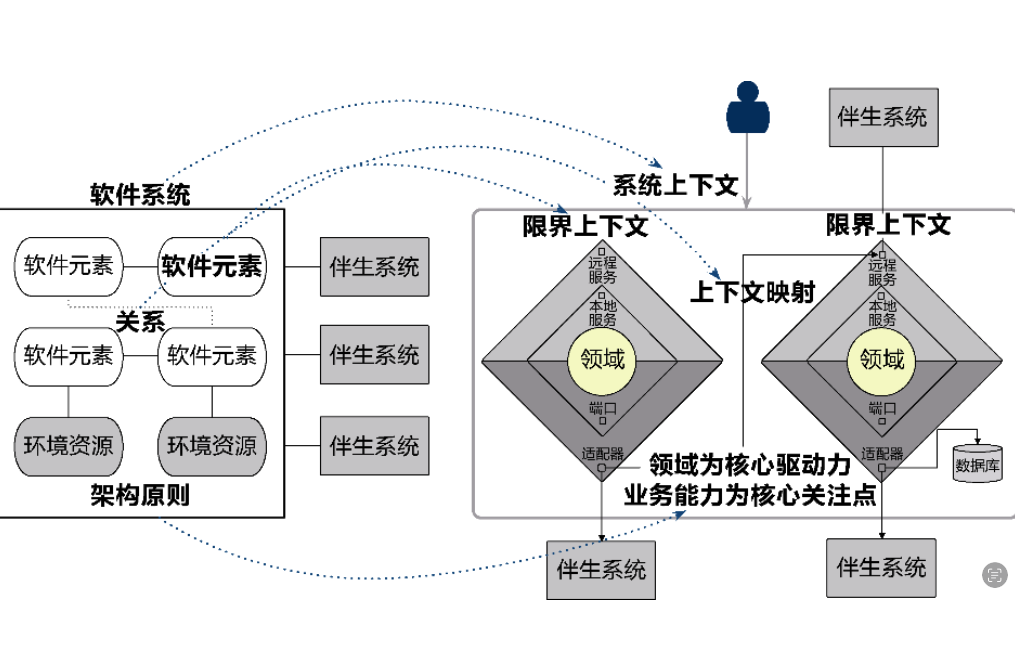 软件系统
软件元素
软件元素
伴生系统
关系
软件元素
软件元素
伴生系统
环境资源
环境资源
伴生系统
架构原则
伴生系统
系统上下文
限界上下文
远程
服务
本地
服务
领域
端口
适配器
上下文映射
限界上下文
远程
服务
本地
服务
领域
端口
适配器
数据库
领域为核心驱动力
业务能力为核心关注点
伴生系统
伴生系统